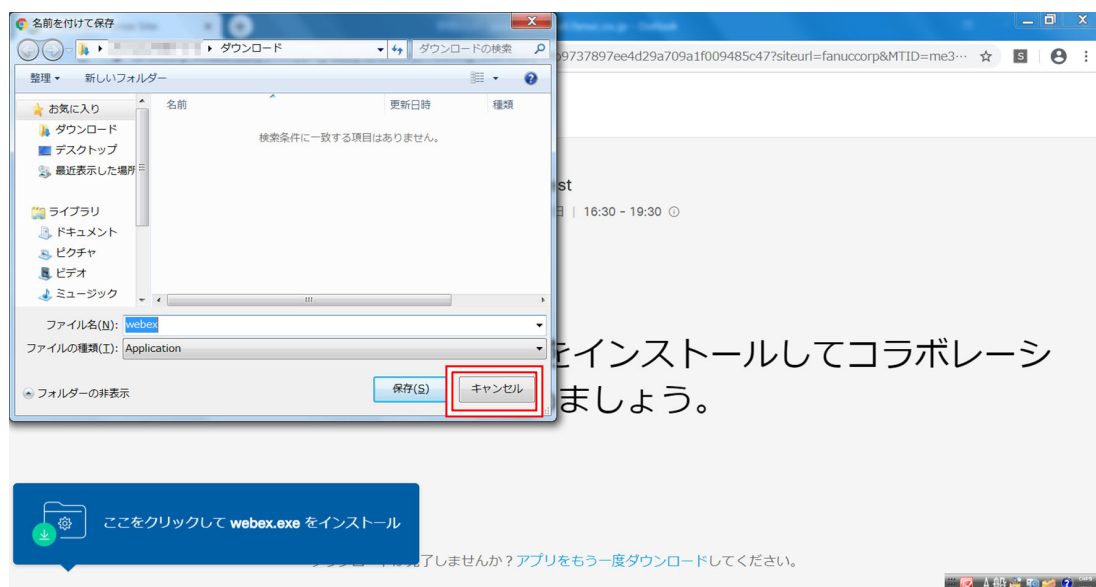 名前を付けて保存
ダウンロード
ダウンロードの検索
9737897ee4d29a709a1f009485c47?siteurl=fanuccorp&MTID=me3…
整理
新しいフォルダー
お気に入り
ダウンロード
デスクトップ
最近表示した場所
ライブラリ
ドキュメント
ピクチャ
ビデオ
ミュージック
名前
更新日時
種類
検索条件に一致する項目はありません。
st
16:30 - 19:30
ファイル名(N): webex
ファイルの種類(T): Application
フォルダーの非表示
保存(S)
キャンセル
をインストールしてコラボレーシ
ましょう。
ここをクリックして webex.exe をインストール
了しませんか？アプリをもう一度ダウンロードしてください。